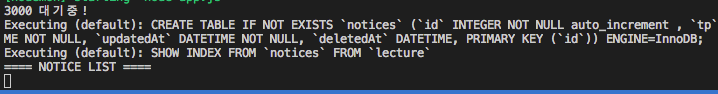 3000 대기중!
Executing (default): CREATE TABLE IF NOT EXISTS `notices` (`id` INTEGER NOT NULL auto_increment , `tp`
ME NOT NULL, `updatedAt` DATETIME NOT NULL, `deletedAt` DATETIME, PRIMARY KEY (`id`)) ENGINE=InnoDB;
Executing (default): SHOW INDEX FROM `notices` FROM `lecture`
==== NOTICE LIST ====